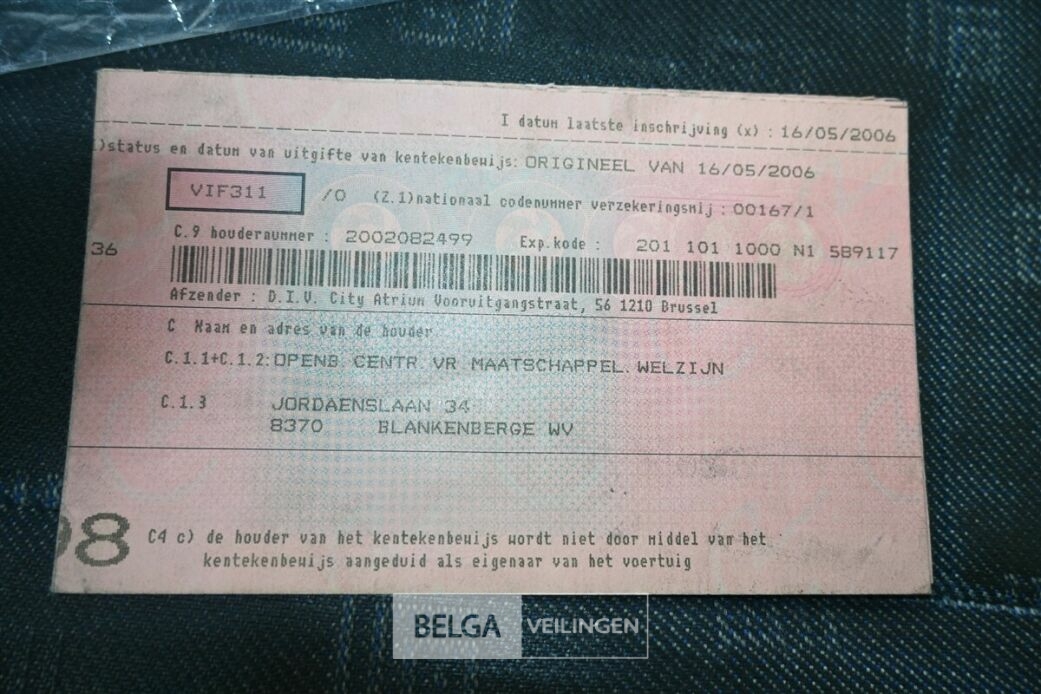 I datum laatste inschrijving (x) : 16/05/2006
)status en datum van uitgifte van kentekenbewijs: ORIGINEEL VAN 16/05/2006
VIF311 /0 (Z.1)nationaal codenummer verzekeringsmij : 00167/1
36 C.9 houdernummer : 2002082499 Exp.kode : 201 101 1000 N1 5B9117
Afzender : D.I.V. City Atrium Vooruitgangstraat, 56 1210 Brussel
C Naam en adres van de houder
C.1.1+C.1.2:OPENB CENTR VR MAATSCHAPPEL. WELZIJN
C.1.3 JORDAENSLAAN 34
8370 BLANKENBERGE WV
98 C4 c) de houder van het kentekenbewijs wordt niet door middel van het
kentekenbewijs aangeduid als eigenaar van het voertuig
BELGA VEILINGEN